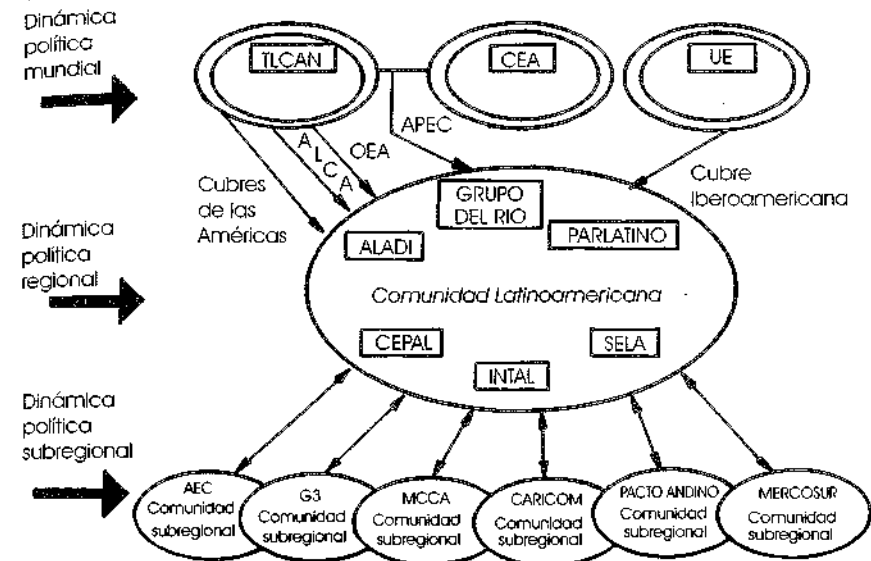 Dinámica
política
mundial
TLCAN
CEA
UE
APEC
OEA
ALCA
Cubres
de las
Américas
Cubre
Iberoamericana
Dinámica
política
regional
GRUPO
DEL RIO
ALADI
PARLATINO
Comunidad Latinoamericana
CEPAL
SELA
INTAL
Dinámica
política
subregional
AEC
Comunidad
subregional
G3
Comunidad
subregional
MCCA
Comunidad
subregional
CARICOM
Comunidad
subregional
PACTO ANDINO
Comunidad
subregional
MERCOSUR
Comunidad
subregional